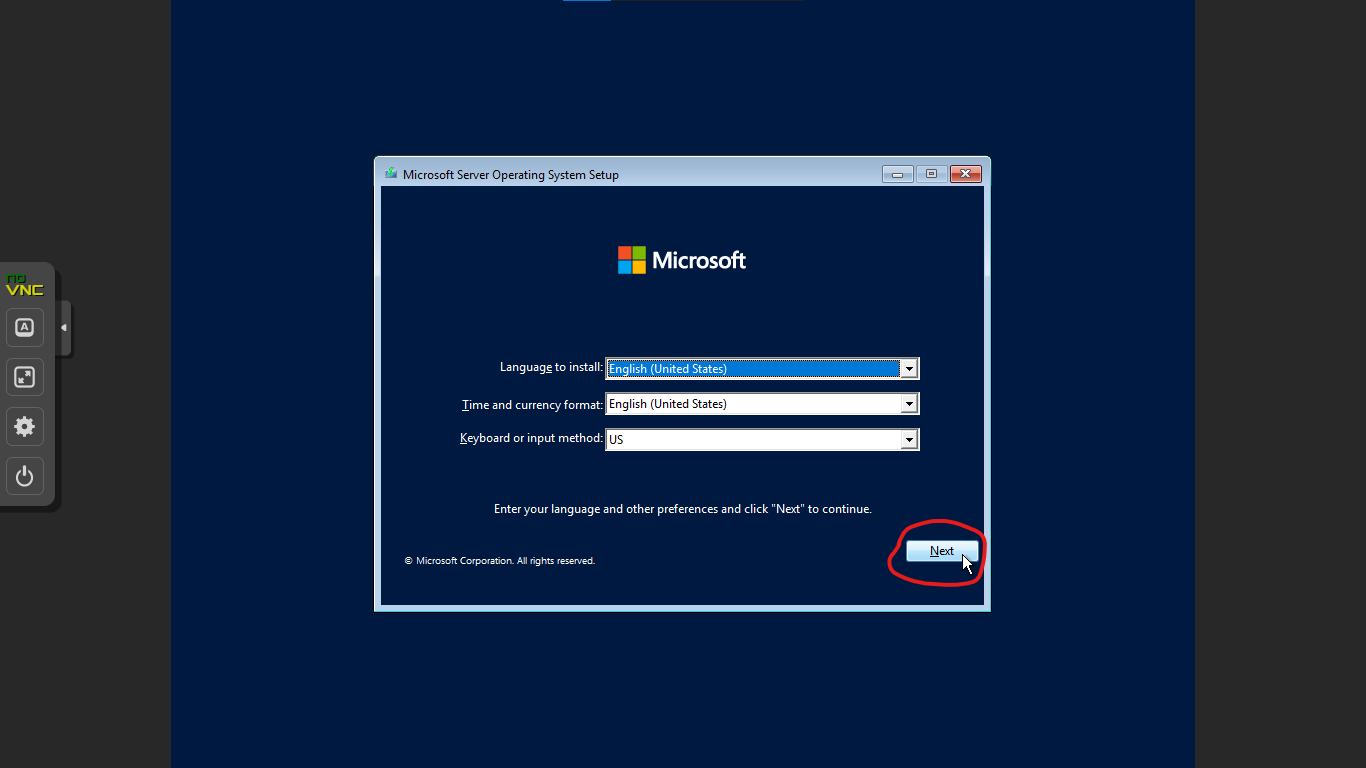 Microsoft Server Operating System Setup
no
VNC
A
Microsoft
Language to install: English (United States)
Time and currency format: English (United States)
Keyboard or input method: US
Enter your language and other preferences and click "Next" to continue.
Next
© Microsoft Corporation. All rights reserved.